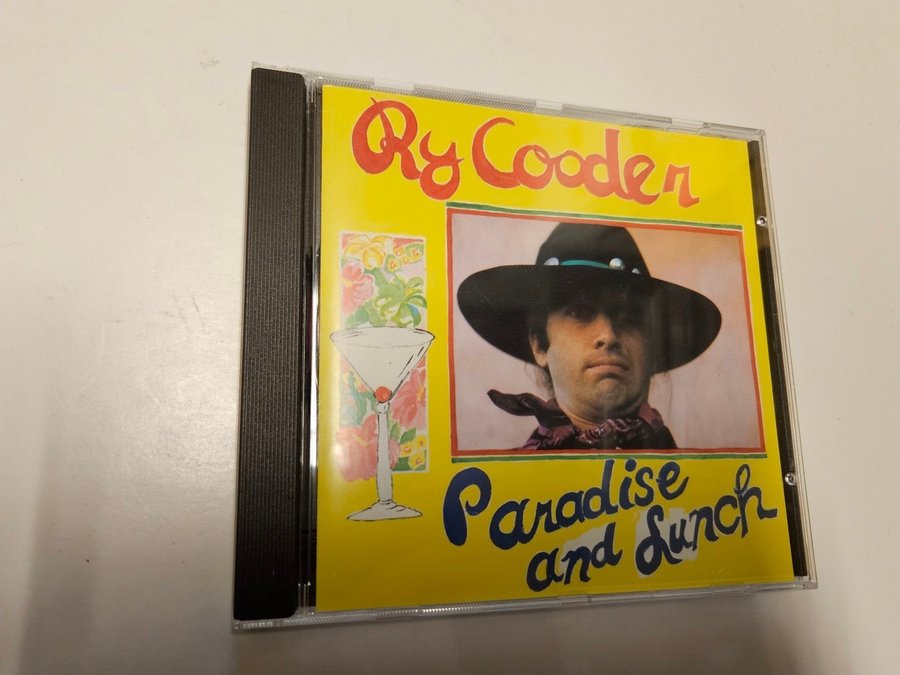 Ry Cooder
Paradise
and Lunch